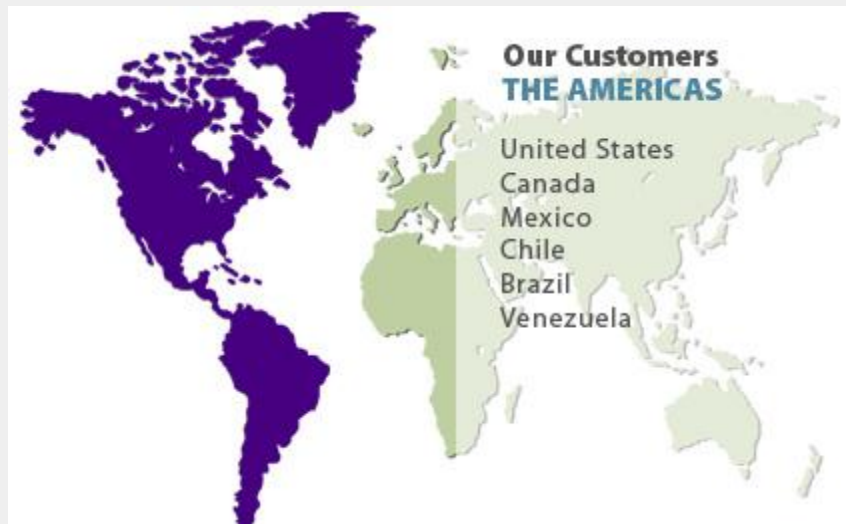 Our Customers
THE AMERICAS
United States
Canada
Mexico
Chile
Brazil
Venezuela